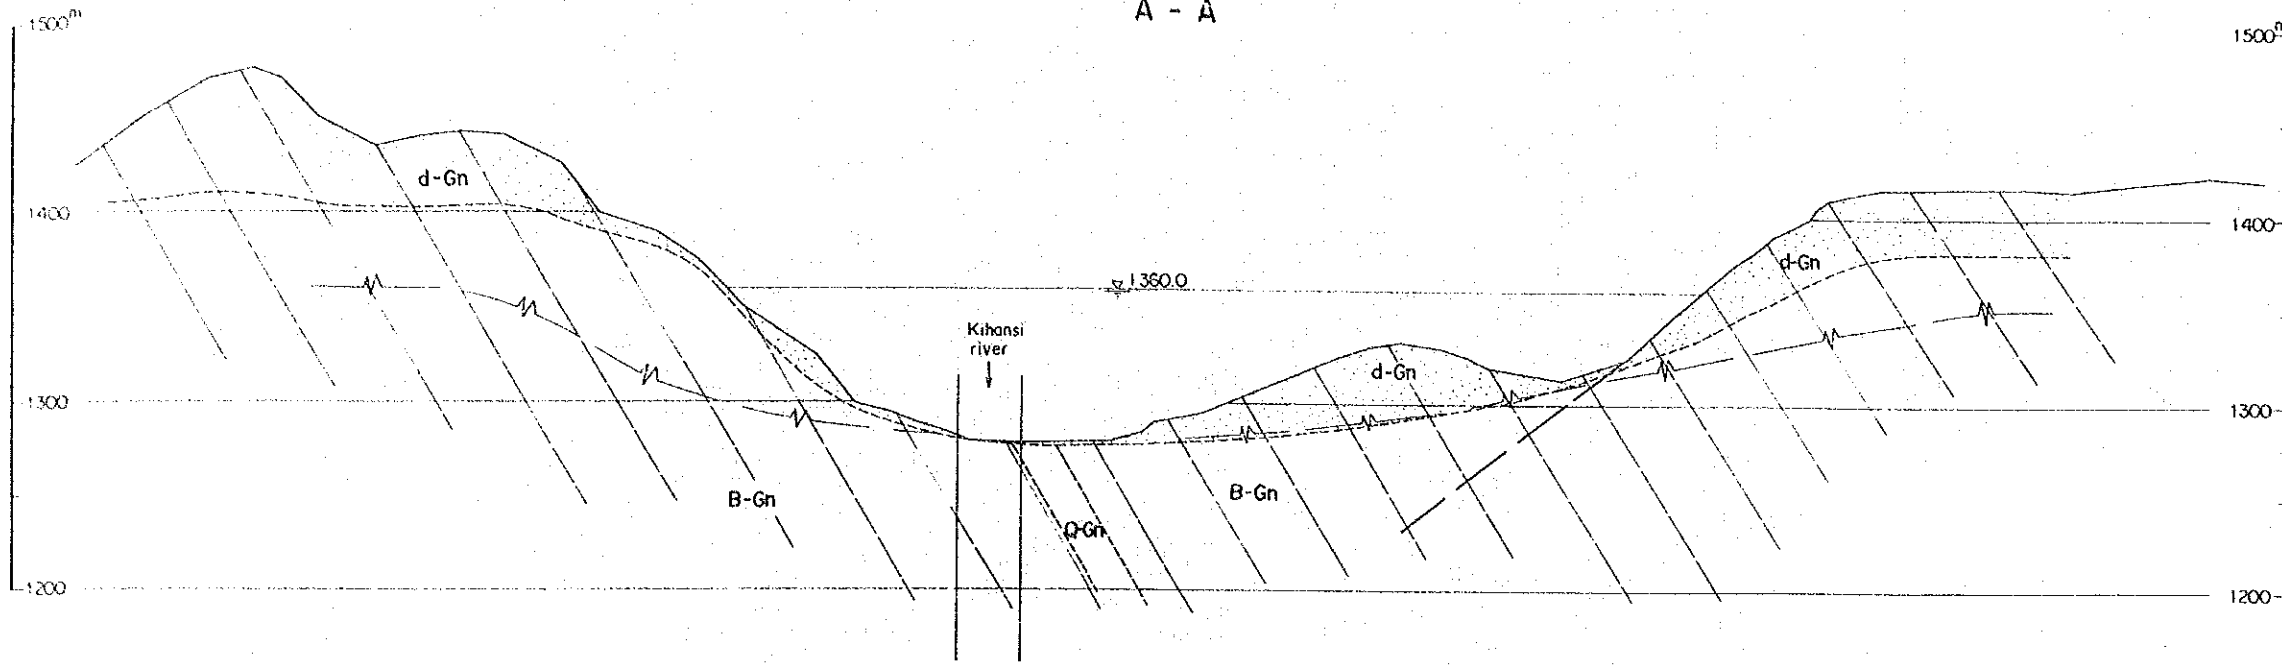 A - A
1500m
1500m
d-Gn
1400
1400
d-Gn
1360.0
Kihansi
river
d-Gn
1300
1300
B-Gn
B-Gn
Q-Gn
1200
1200